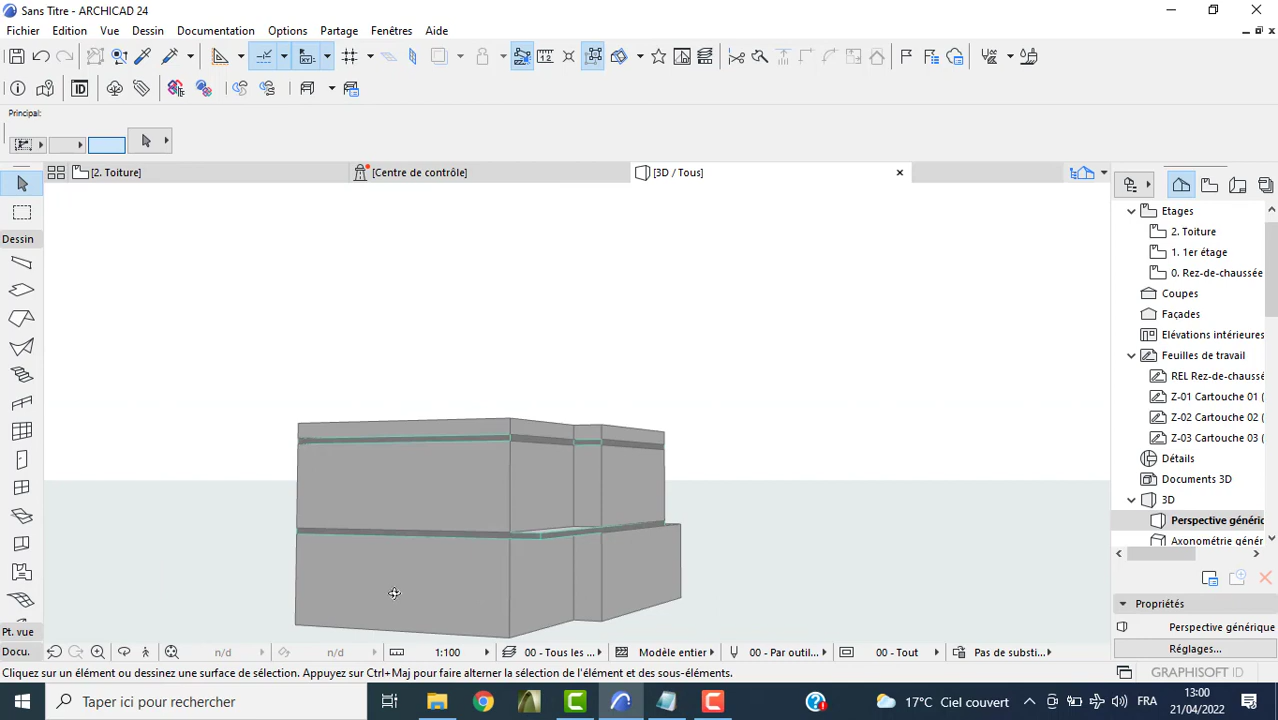 Sans Titre - ARCHICAD 24
Fichier Edition Vue Dessin Options Documentation Partage Fenêtres Aide
Principal:
[2. Toiture]
[Centre de contrôle]
[3D / Tous]
Dessin
Pt. vue
Docu.
Etages
2. Toiture
1. 1er étage
0. Rez-de-chaussée
Coupes
Façades
Elévations intérieures
Feuilles de travail
REL Rez-de-chaussé
Z-01 Cartouche 01 (
Z-02 Cartouche 02 (
Z-03 Cartouche 03 (
Détails
Documents 3D
3D
Perspective génériq
Axonométrie génér
Propriétés
Perspective générique
Réglages...
n/d n/d 1:100 00 - Tous les ... Modèle entier 00 - Par outil... 00 - Tout Pas de substi...
Cliquez sur un élément ou dessinez une surface de sélection. Appuyez sur Ctrl+Maj pour faire alterner la sélection de l'élément et des sous-éléments.
GRAPHISOFT ID
Taper ici pour rechercher
17°C Ciel couvert
FRA
13:00
21/04/2022